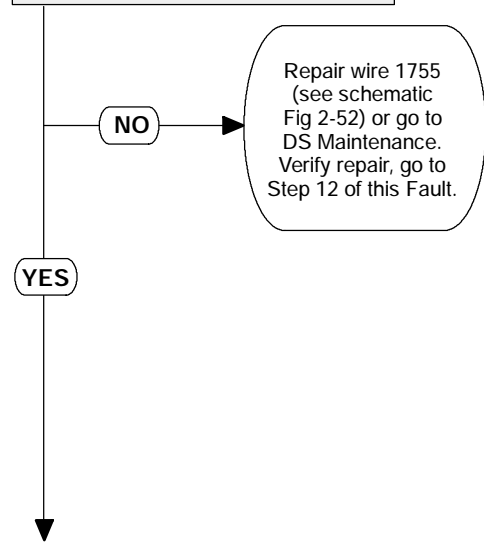 NO
Repair wire 1755
(see schematic
Fig 2-52) or go to
DS Maintenance.
Verify repair, go to
Step 12 of this Fault.
YES